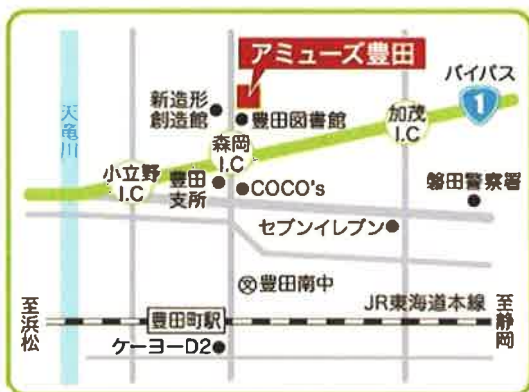 アミューズ豊田
バイパス
1
新造形
創造館
豊田図書館
加茂
I.C
天竜川
森岡
I.C
小立野
I.C
豊田
支所
COCO's
磐田警察署
セブンイレブン
文
豊田南中
至浜松
JR東海道本線
至静岡
豊田町駅
ケーヨーD2